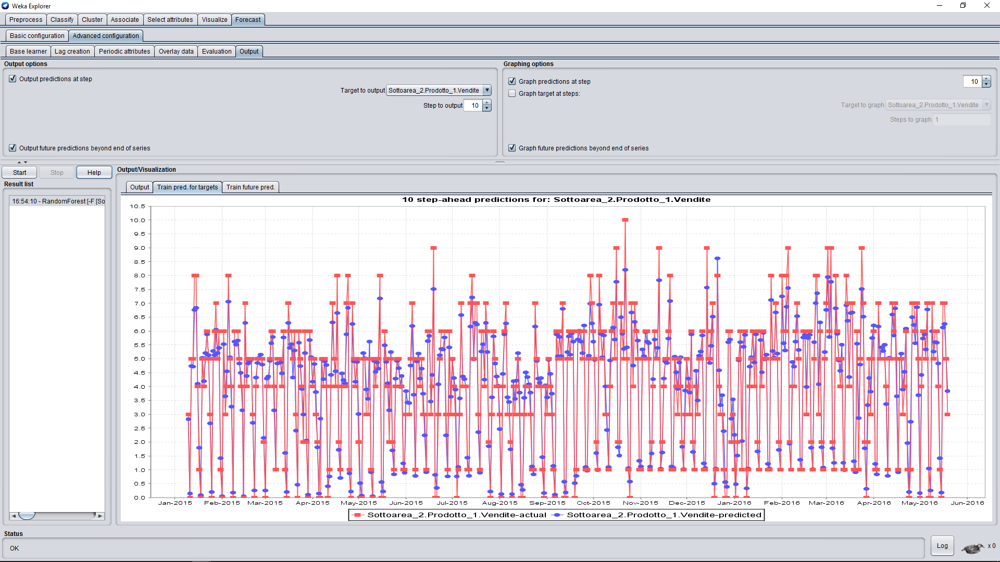 Weka Explorer
Preprocess Classify Cluster Associate Select attributes Visualize Forecast
Basic configuration Advanced configuration
Base learner Lag creation Periodic attributes Overlay data Evaluation Output
Output options
Output predictions at step
Target to output Sottoarea_2.Prodotto_1.Vendite
Step to output 10
Output future predictions beyond end of series
Graphing options
Graph predictions at step 10
Graph target at steps:
Target to graph Sottoarea_2.Prodotto_1.Vendite
Steps to graph 1
Graph future predictions beyond end of series
Start Stop Help
Result list
16:54:10 - RandomForest [-F [So
Output/Visualization
Output Train pred. for targets Train future pred.
10 step-ahead predictions for: Sottoarea_2.Prodotto_1.Vendite
10.5
10.0
9.5
9.0
8.5
8.0
7.5
7.0
6.5
6.0
5.5
5.0
4.5
4.0
3.5
3.0
2.5
2.0
1.5
1.0
0.5
0.0
Jan-2015 Feb-2015 Mar-2015 Apr-2015 May-2015 Jun-2015 Jul-2015 Aug-2015 Sep-2015 Oct-2015 Nov-2015 Dec-2015 Jan-2016 Feb-2016 Mar-2016 Apr-2016 May-2016 Jun-2016
Sottoarea_2.Prodotto_1.Vendite-actual Sottoarea_2.Prodotto_1.Vendite-predicted
Status
OK
Log
x 0